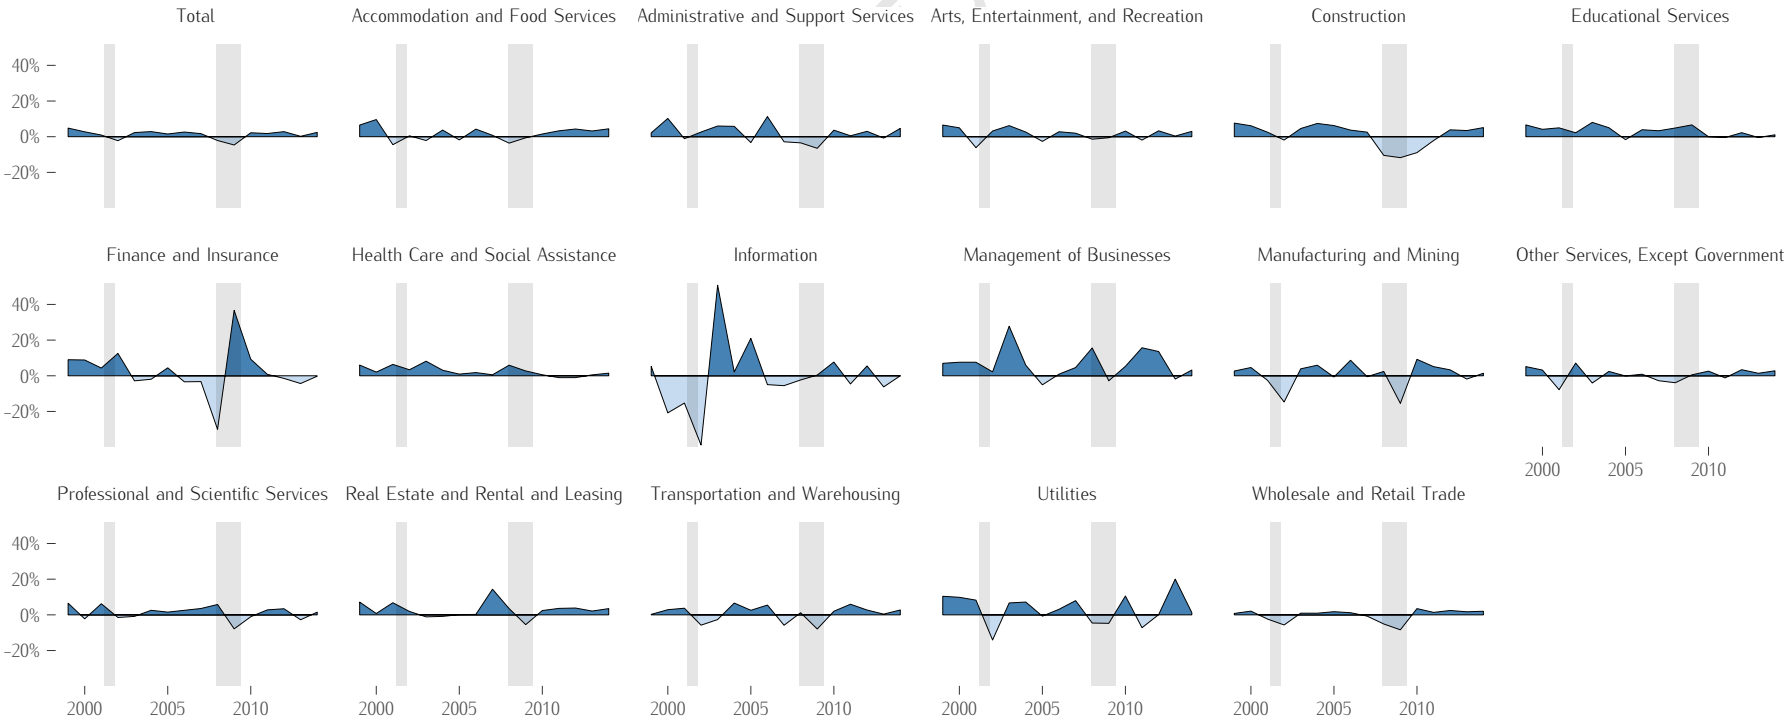 Total
Accommodation and Food Services
Administrative and Support Services
Arts, Entertainment, and Recreation
Construction
Educational Services
40%
20%
0%
-20%
Finance and Insurance
Health Care and Social Assistance
Information
Management of Businesses
Manufacturing and Mining
Other Services, Except Government
40%
20%
0%
-20%
2000 2005 2010
Professional and Scientific Services
Real Estate and Rental and Leasing
Transportation and Warehousing
Utilities
Wholesale and Retail Trade
40%
20%
0%
-20%
2000 2005 2010
2000 2005 2010
2000 2005 2010
2000 2005 2010
2000 2005 2010